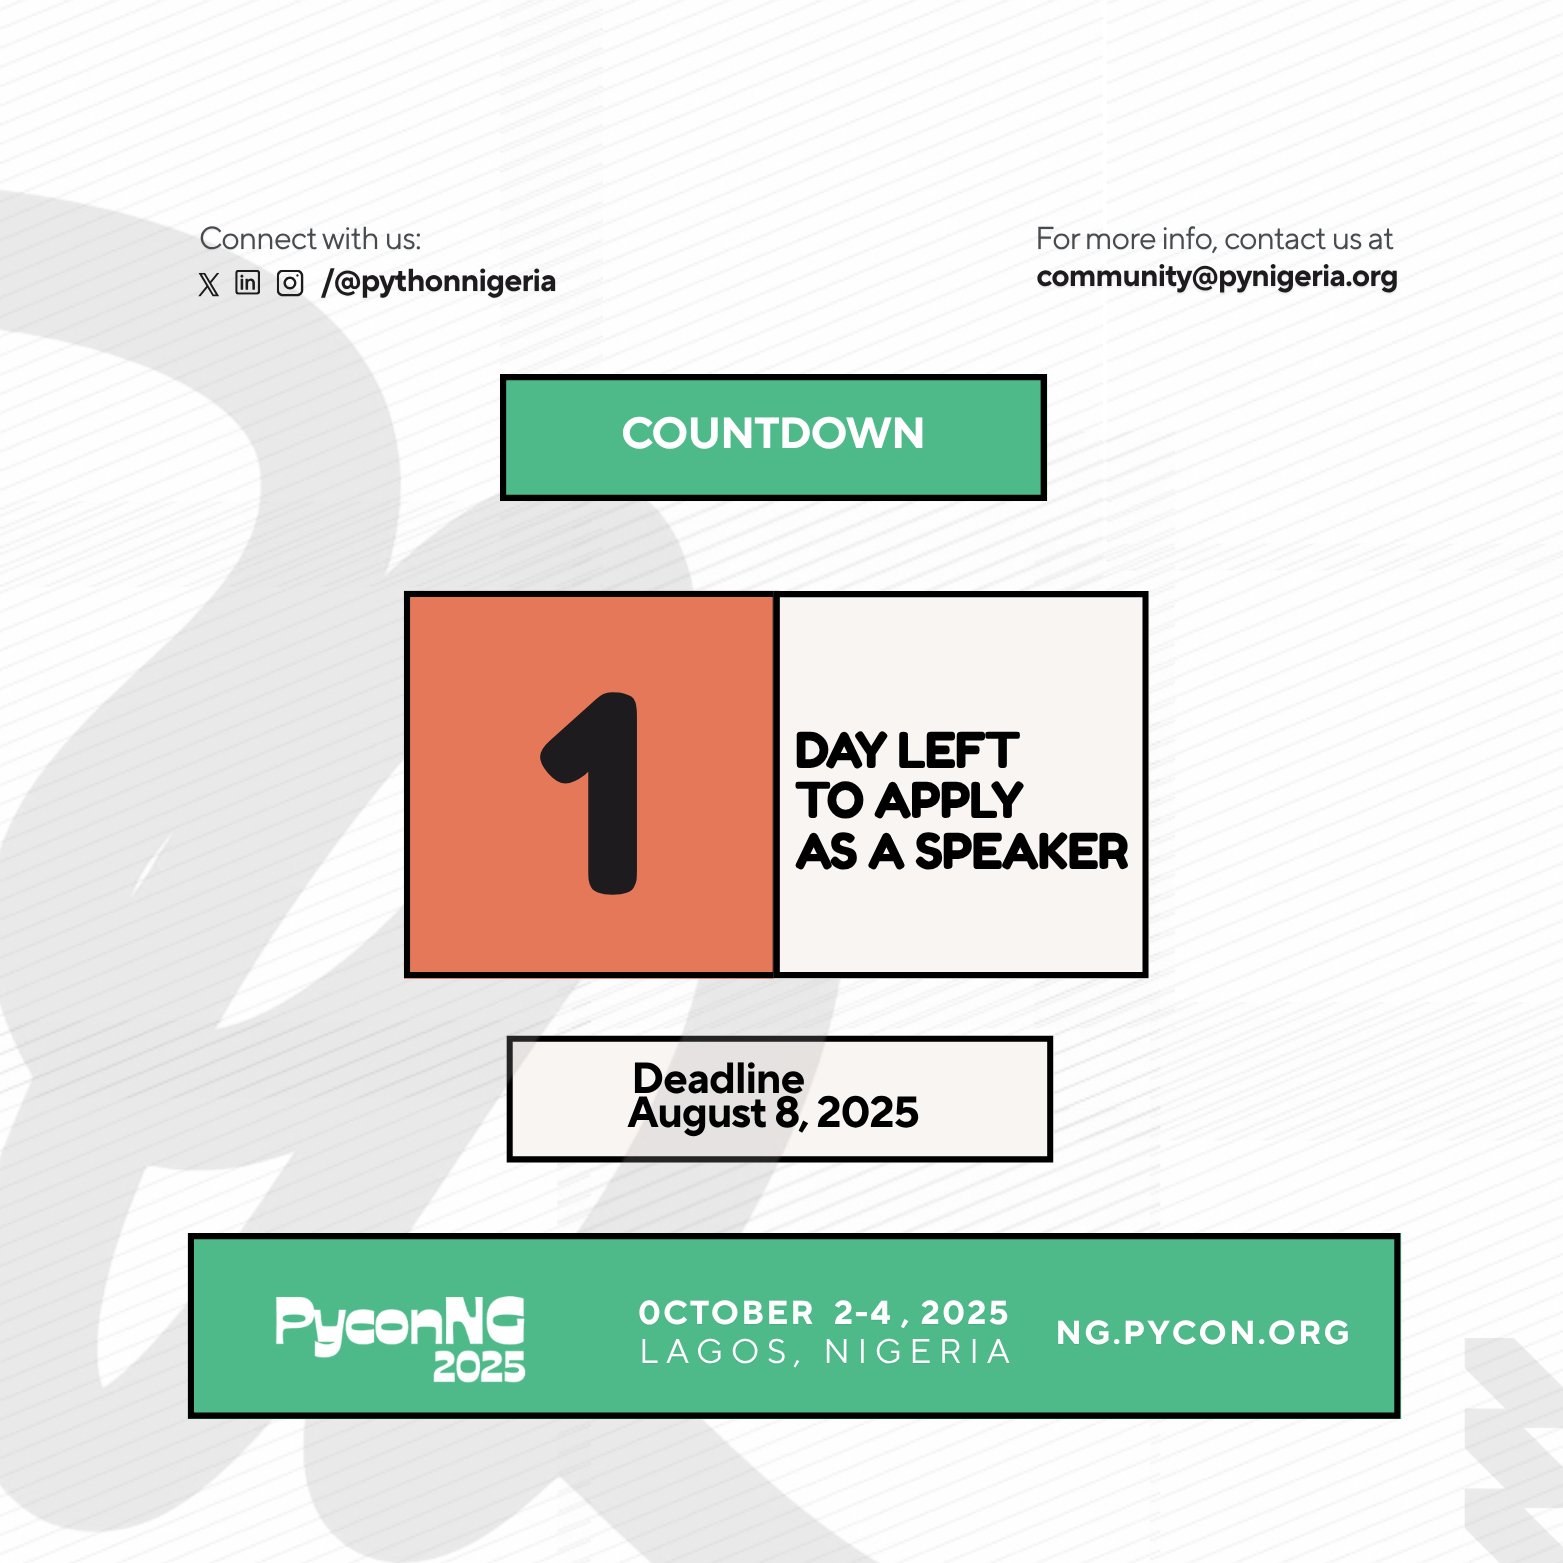 Connect with us:
/@pythonnigeria
For more info, contact us at
community@pynigeria.org
COUNTDOWN
1
DAY LEFT
TO APPLY
AS A SPEAKER
Deadline
August 8, 2025
PyconNG
2025
0CTOBER 2-4 , 2025
LAGOS, NIGERIA
NG.PYCON.ORG